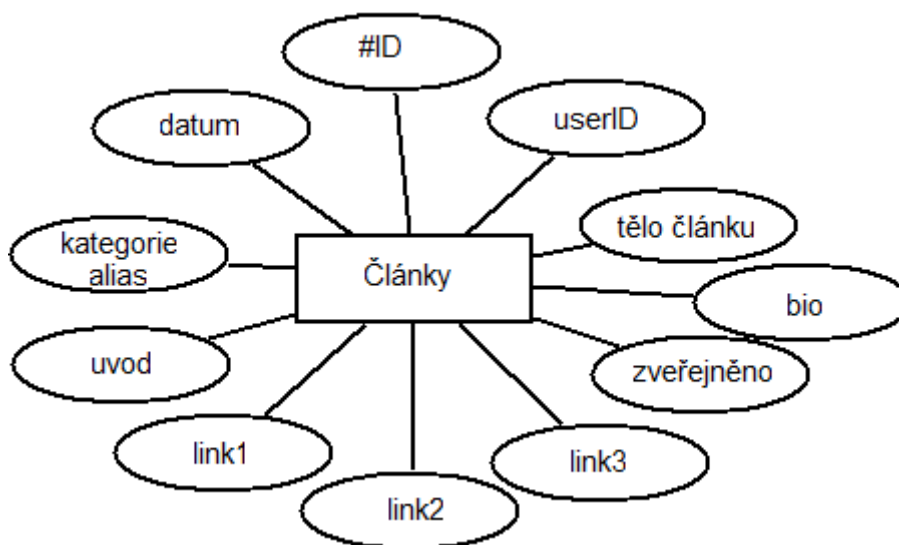 #ID
datum
userID
tělo článku
kategorie
alias
Články
bio
uvod
zveřejněno
link1
link3
link2